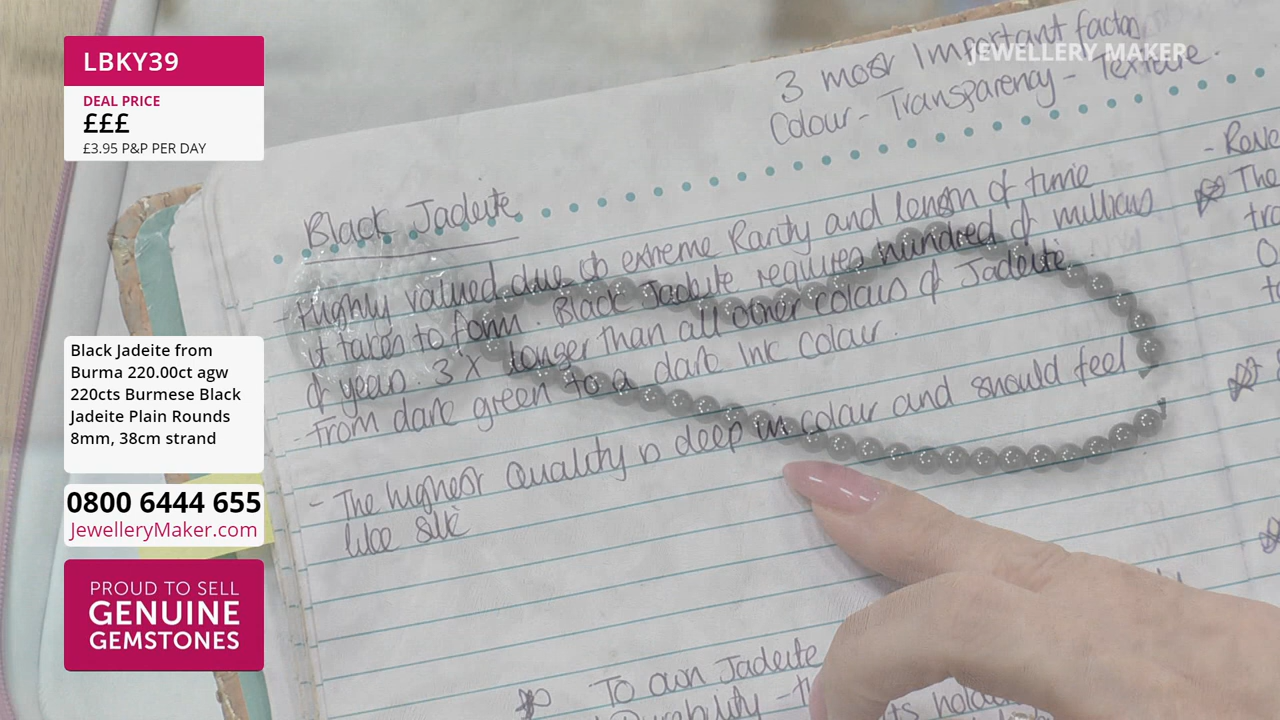 LBKY39
DEAL PRICE
£££
£3.95 P&P PER DAY
Black Jadeite from
Burma 220.00ct agw
220cts Burmese Black
Jadeite Plain Rounds
8mm, 38cm strand
0800 6444 655
JewelleryMaker.com
PROUD TO SELL
GENUINE
GEMSTONES
JEWELLERY MAKER
3 most Important factors
Colour - Transparency - Texture.
Black Jadeite
- Highly valued due to extreme Rarity and length of time
it takes to form. Black Jadeite requires hundred of millions
of years. 3 X longer than all other colours of Jadeite.
- From dark green to a dark ink colour.
- The highest Quality is deep in colour and should feel
like silk
To own Jadeite
Durability -
holds
- Reve
The